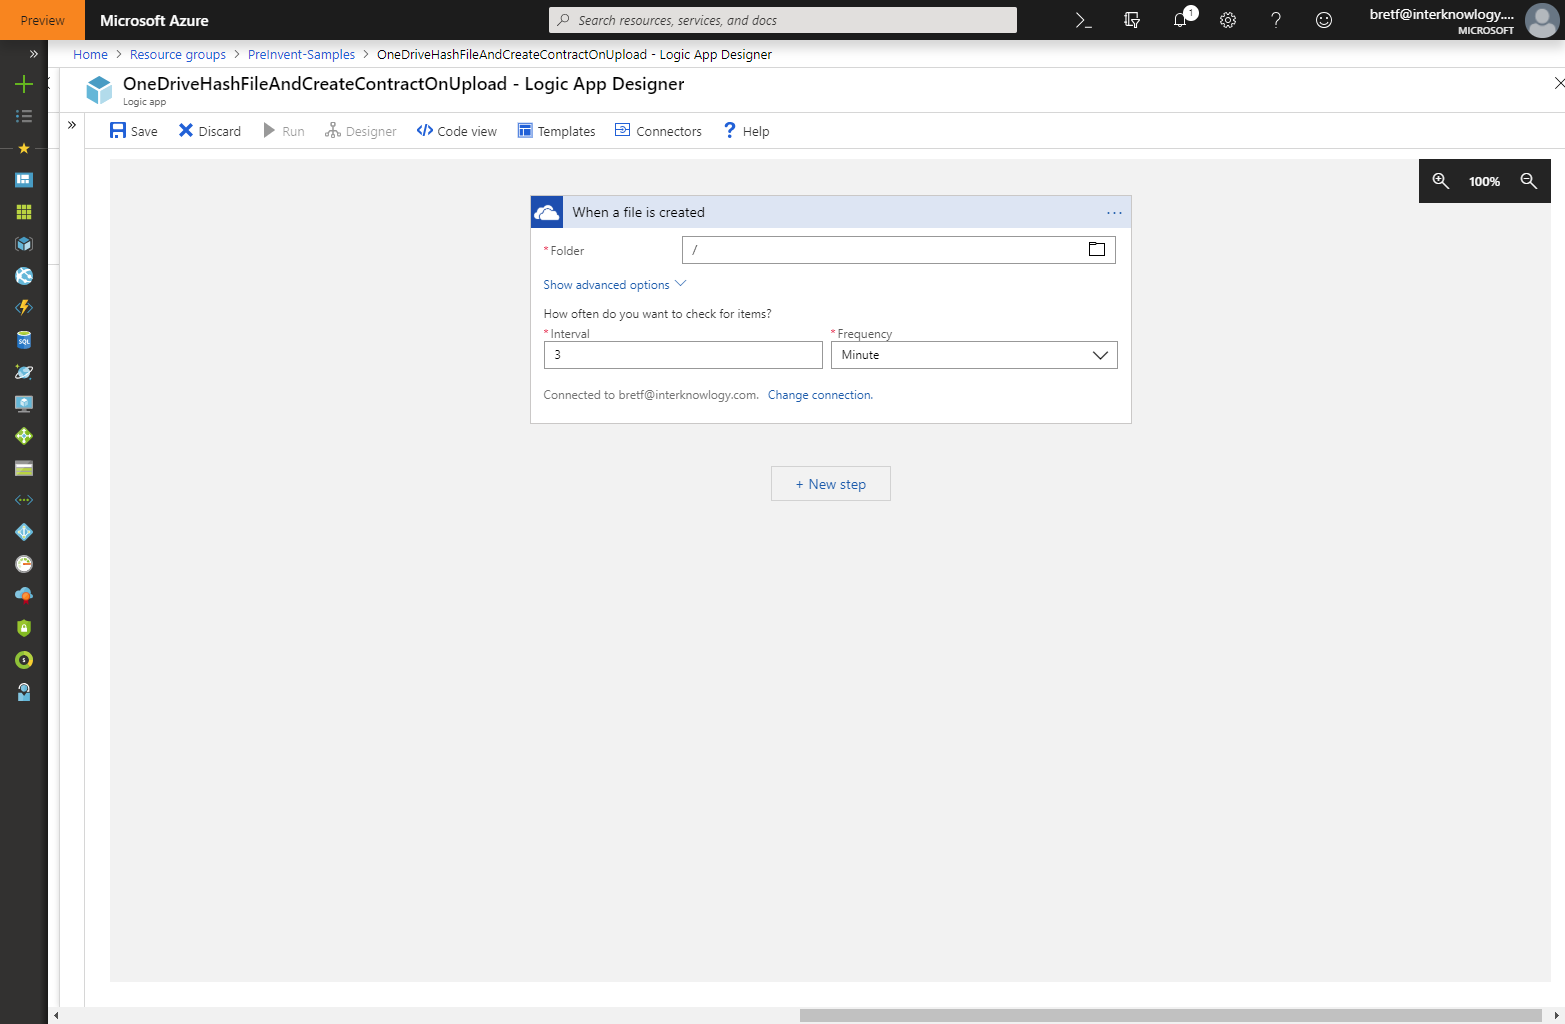 Preview
Microsoft Azure
Search resources, services, and docs
1
bretf@interknowlogy....
MICROSOFT
Home > Resource groups > PreInvent-Samples > OneDriveHashFileAndCreateContractOnUpload - Logic App Designer
OneDriveHashFileAndCreateContractOnUpload - Logic App Designer
Logic app
Save Discard Run Designer Code view Templates Connectors ? Help
100%
When a file is created ...
* Folder /
Show advanced options
How often do you want to check for items?
* Interval * Frequency
3 Minute
Connected to bretf@interknowlogy.com. Change connection.
+ New step